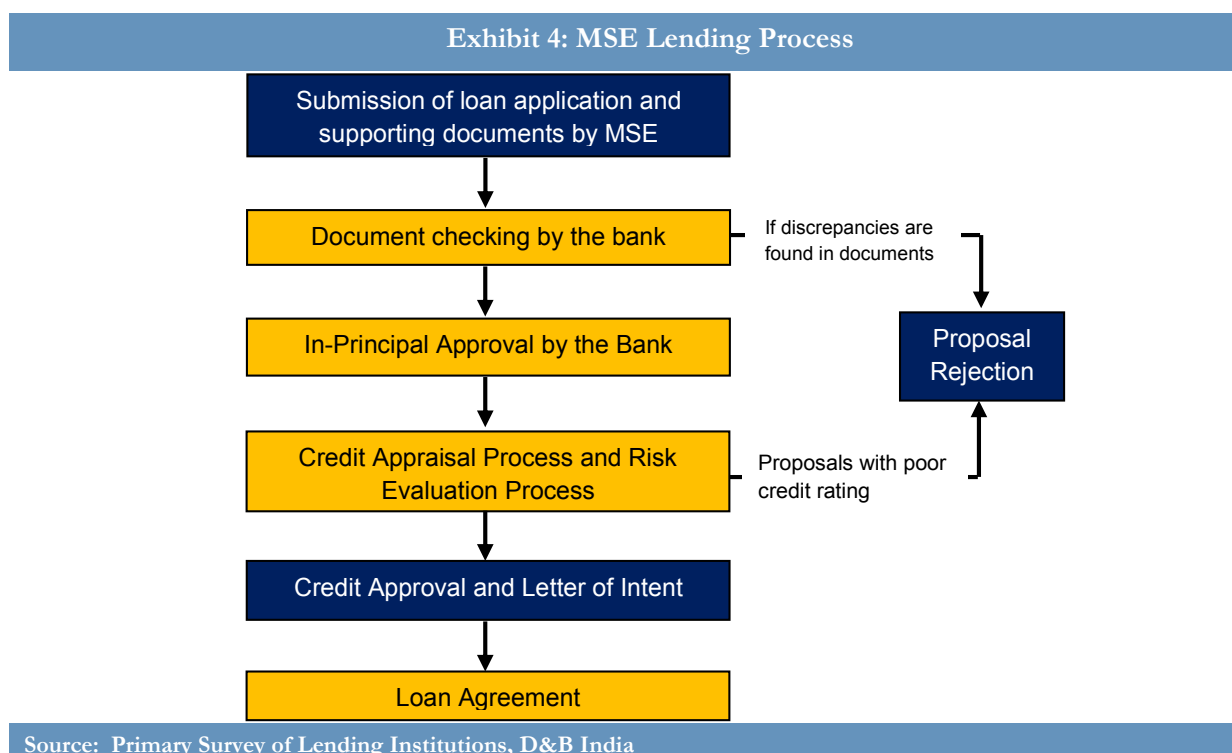 Exhibit 4: MSE Lending Process
Submission of loan application and
supporting documents by MSE
Document checking by the bank
If discrepancies are
found in documents
In-Principal Approval by the Bank
Proposal
Rejection
Credit Appraisal Process and Risk
Evaluation Process
Proposals with poor
credit rating
Credit Approval and Letter of Intent
Loan Agreement
Source: Primary Survey of Lending Institutions, D&B India